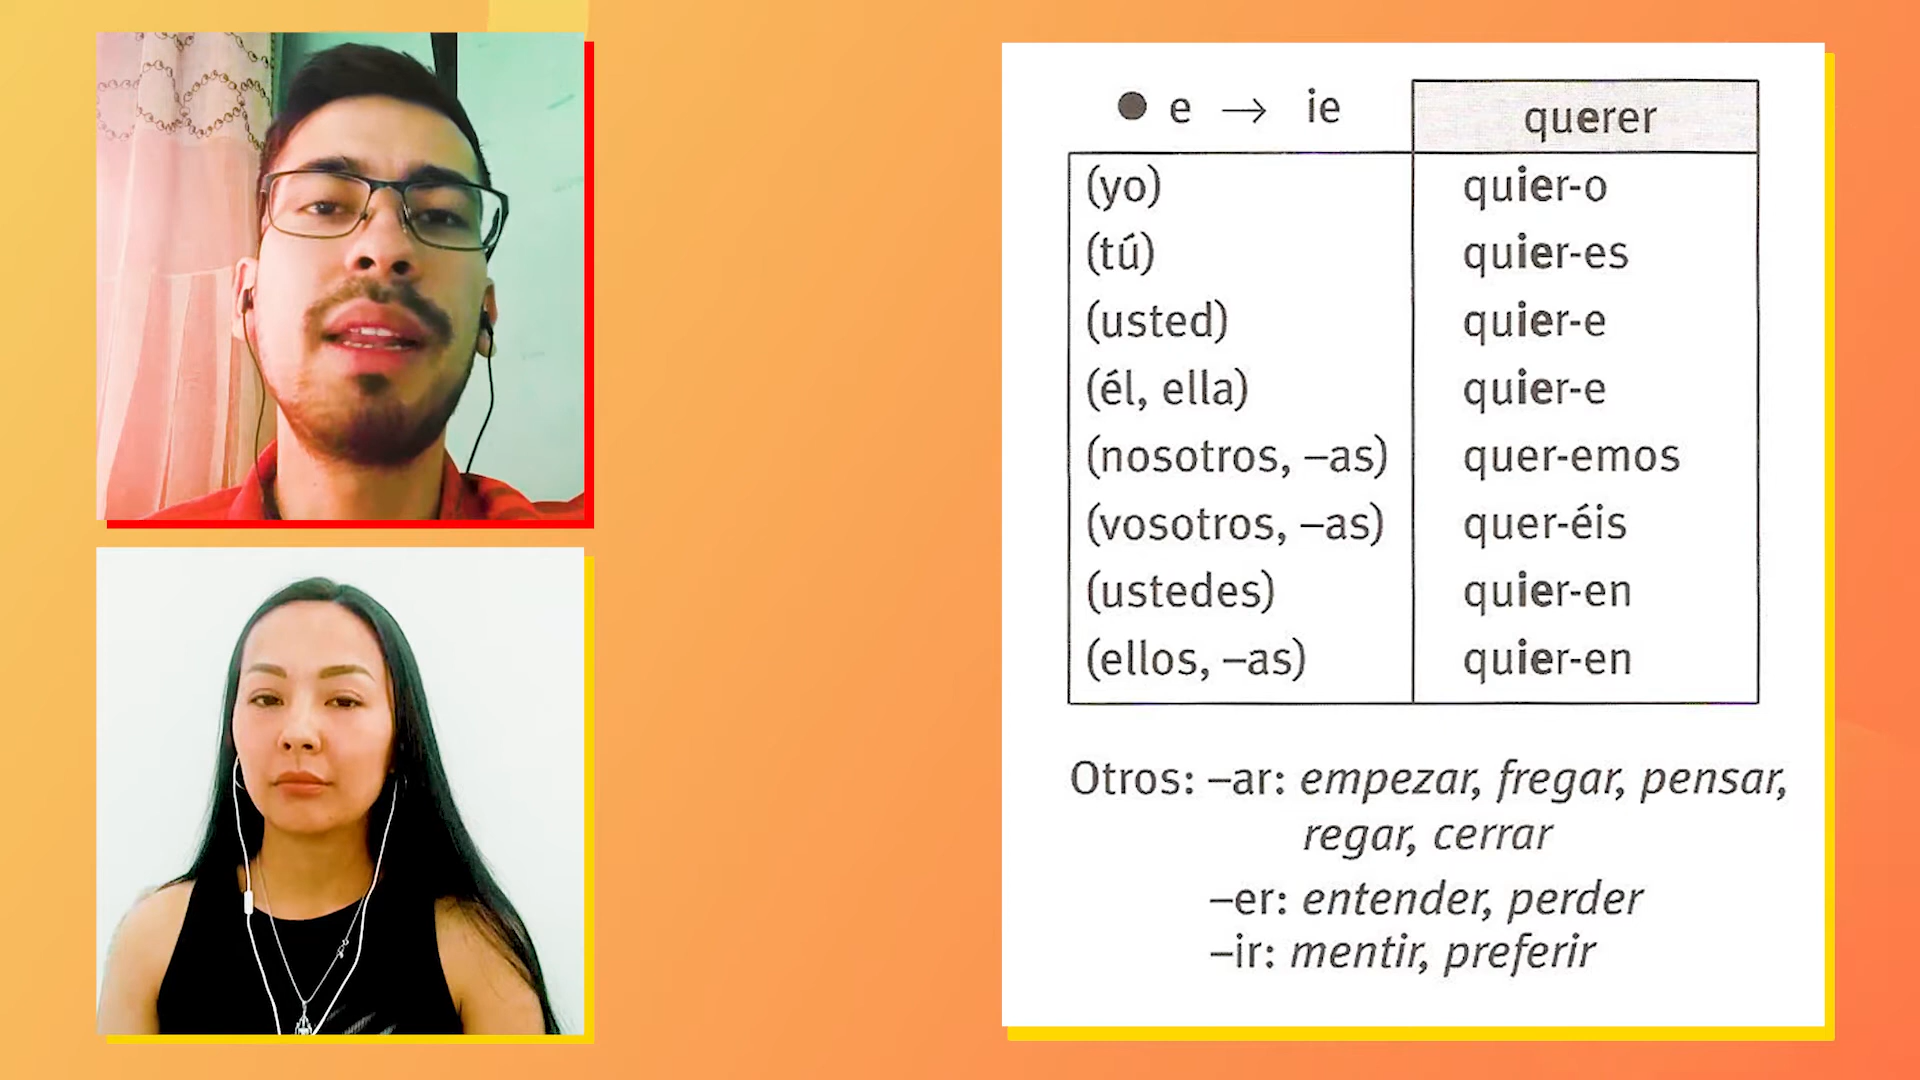 ● e → ie querer
(yo) quier-o
(tú) quier-es
(usted) quier-e
(él, ella) quier-e
(nosotros, –as) quer-emos
(vosotros, –as) quer-éis
(ustedes) quier-en
(ellos, –as) quier-en
Otros: –ar: empezar, fregar, pensar,
regar, cerrar
–er: entender, perder
–ir: mentir, preferir